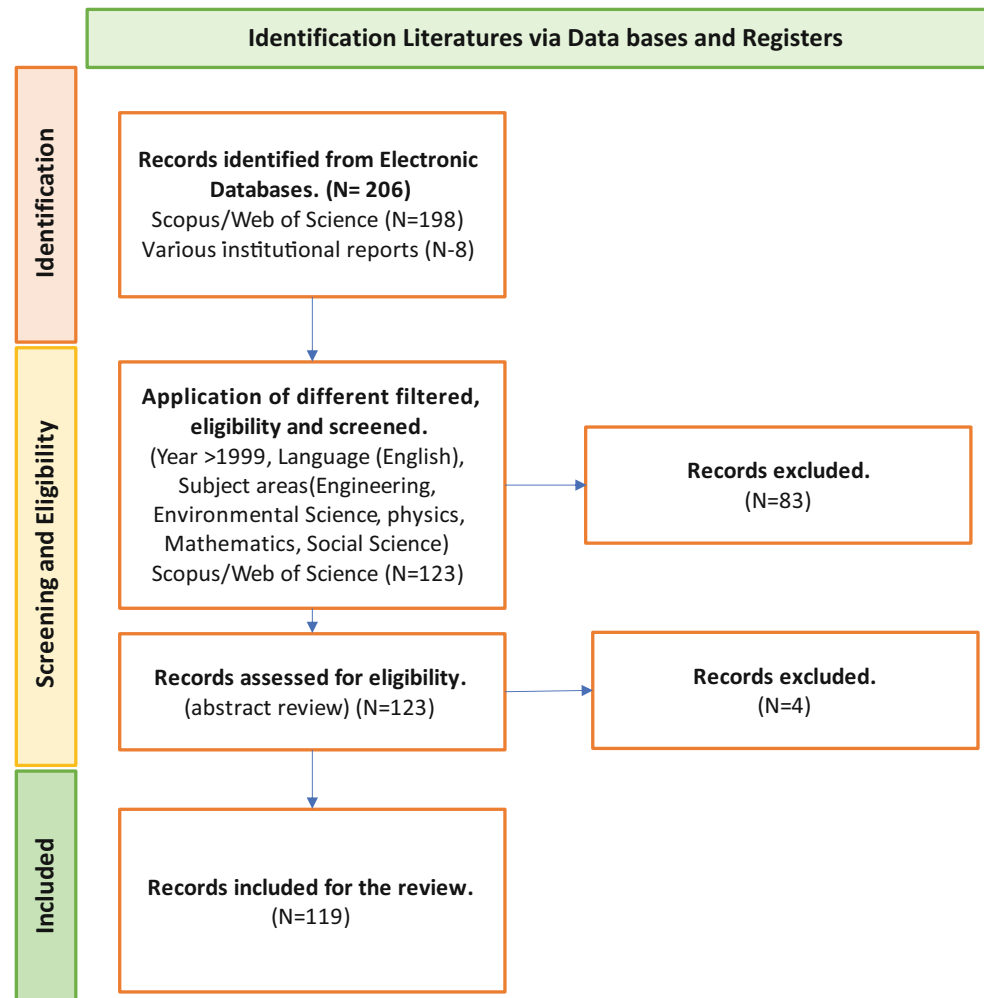 Identification Literatures via Data bases and Registers
Identification
Records identified from Electronic
Databases. (N= 206)
Scopus/Web of Science (N=198)
Various institutional reports (N-8)
Screening and Eligibility
Application of different filtered,
eligibility and screened.
(Year >1999, Language (English),
Subject areas(Engineering,
Environmental Science, physics,
Mathematics, Social Science)
Scopus/Web of Science (N=123)
Records excluded.
(N=83)
Records assessed for eligibility.
(abstract review) (N=123)
Records excluded.
(N=4)
Included
Records included for the review.
(N=119)